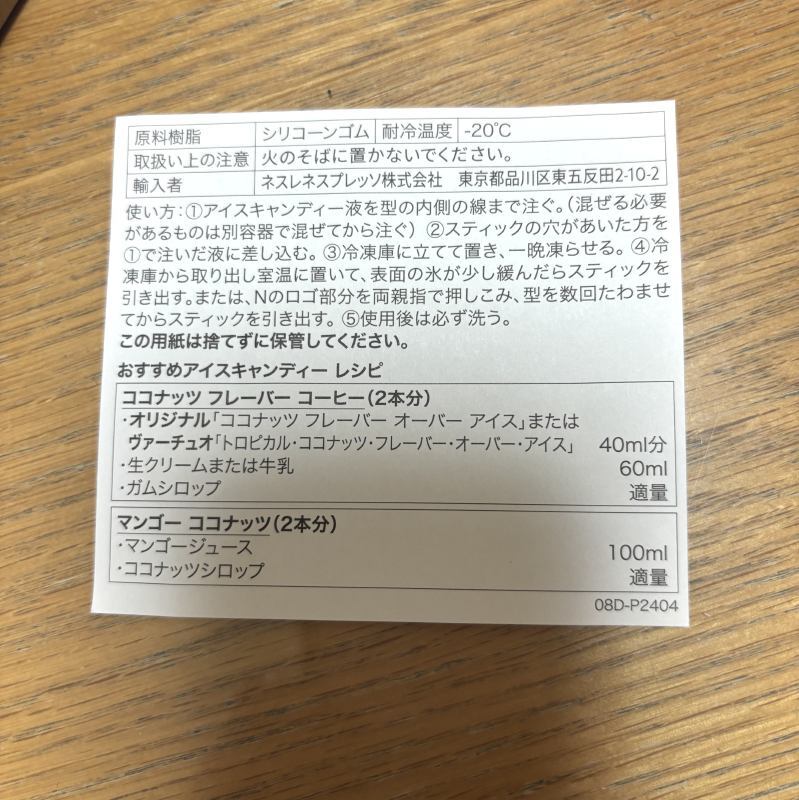 原料樹脂 シリコーンゴム 耐冷温度 -20℃
取扱い上の注意 火のそばに置かないでください。
輸入者 ネスレネスプレッソ株式会社 東京都品川区東五反田2-10-2
使い方:①アイスキャンディー液を型の内側の線まで注ぐ。(混ぜる必要
があるものは別容器で混ぜてから注ぐ) ②スティックの穴があいた方を
①で注いだ液に差し込む。③冷凍庫に立てて置き、一晩凍らせる。④冷
凍庫から取り出し室温に置いて、表面の氷が少し緩んだらスティックを
引き出す。または、Nのロゴ部分を両親指で押しこみ、型を数回たわませ
てからスティックを引き出す。⑤使用後は必ず洗う。
この用紙は捨てずに保管してください。
おすすめアイスキャンディー レシピ
ココナッツ フレーバー コーヒー(2本分)
・オリジナル「ココナッツ フレーバー オーバー アイス」または
ヴァーチュオ「トロピカル・ココナッツ・フレーバー・オーバー・アイス」 40ml分
・生クリームまたは牛乳 60ml
・ガムシロップ 適量
マンゴー ココナッツ(2本分)
・マンゴージュース 100ml
・ココナッツシロップ 適量
08D-P2404